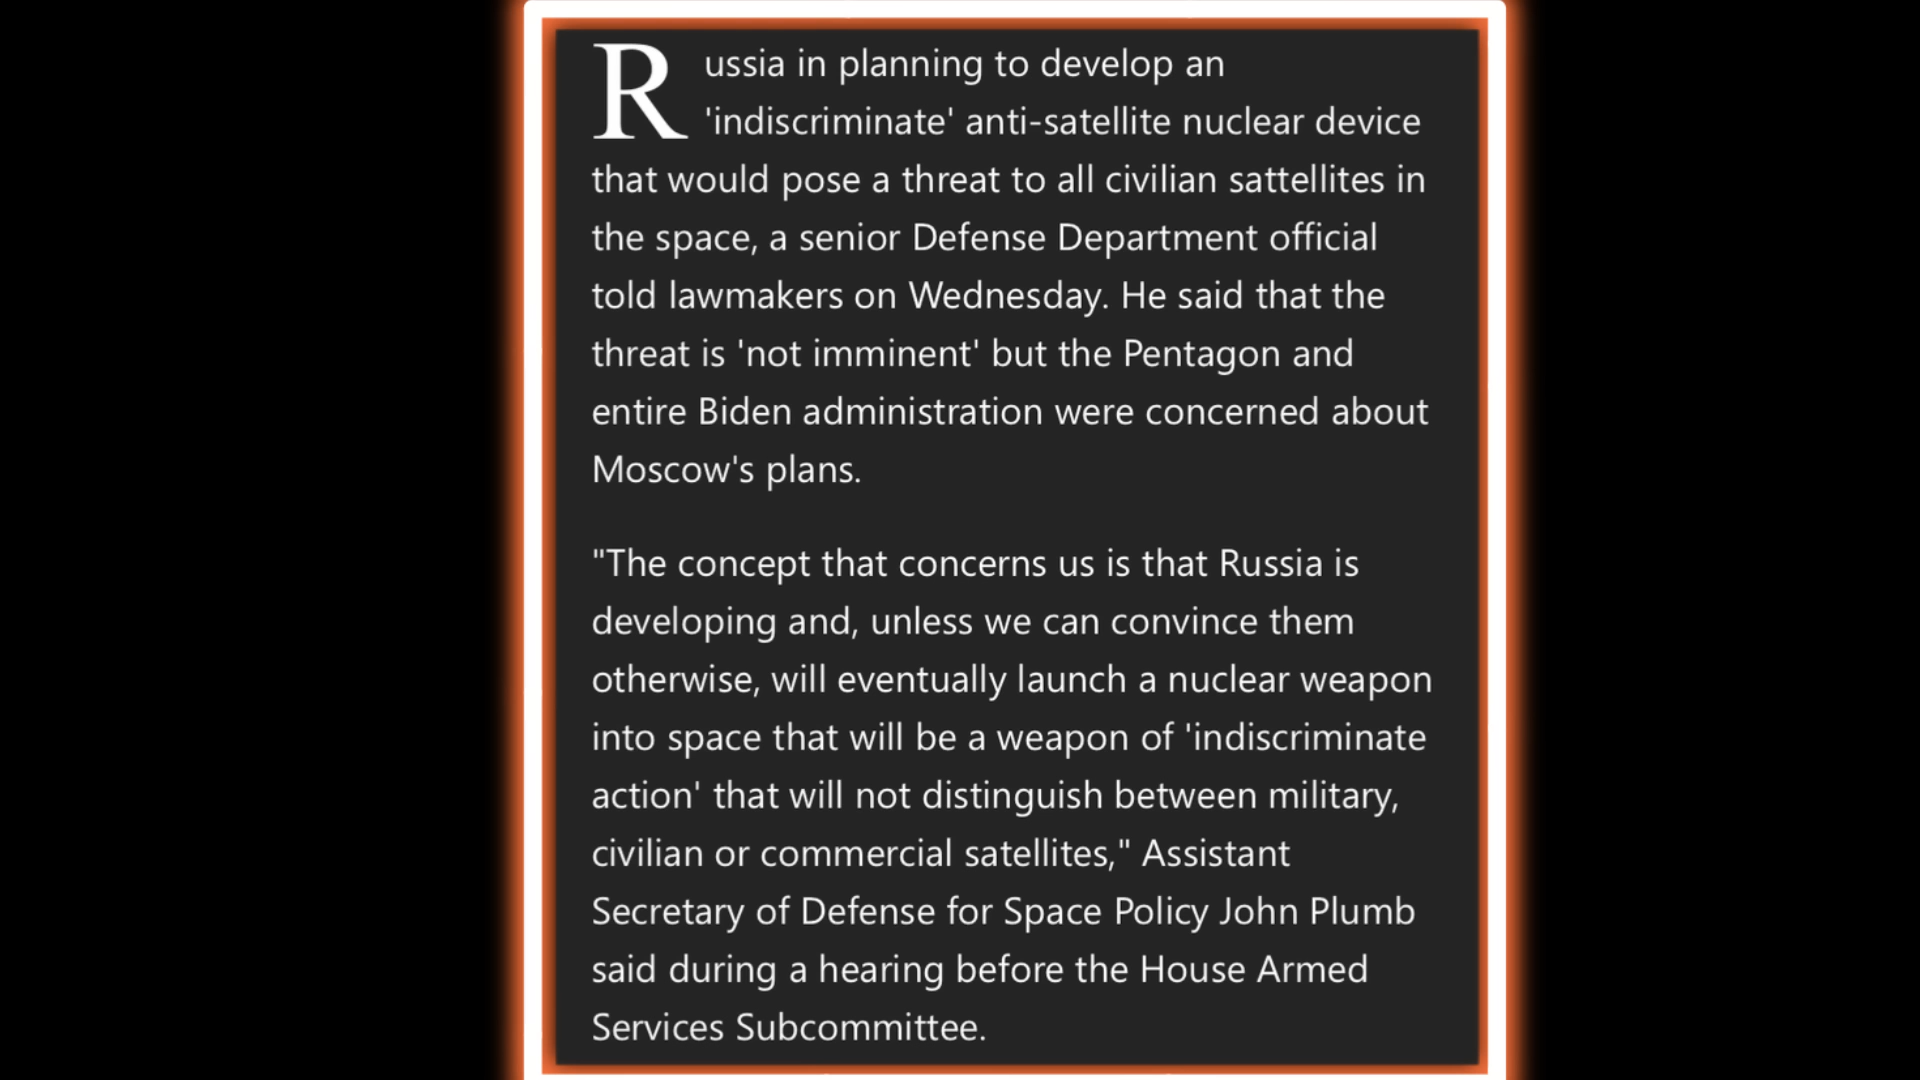 Russia in planning to develop an
'indiscriminate' anti-satellite nuclear device
that would pose a threat to all civilian sattellites in
the space, a senior Defense Department official
told lawmakers on Wednesday. He said that the
threat is 'not imminent' but the Pentagon and
entire Biden administration were concerned about
Moscow's plans.
"The concept that concerns us is that Russia is
developing and, unless we can convince them
otherwise, will eventually launch a nuclear weapon
into space that will be a weapon of 'indiscriminate
action' that will not distinguish between military,
civilian or commercial satellites," Assistant
Secretary of Defense for Space Policy John Plumb
said during a hearing before the House Armed
Services Subcommittee.